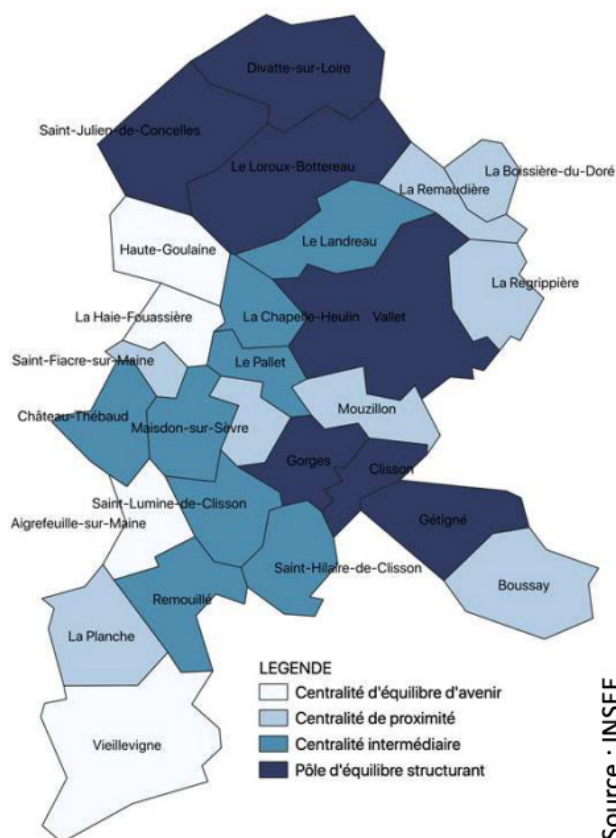 Divatte-sur-Loire
Saint-Julien-de-Concelles
Le Loroux-Bottereau
La Boissière-du-Doré
La Remaudière
Haute-Goulaine
Le Landreau
La Regrippière
La Haie-Fouassière
La Chapelle-Heulin
Vallet
Saint-Fiacre-sur-Maine
Le Pallet
Château-Thébaud
Maisdon-sur-Sèvre
Mouzillon
Gorges
Clisson
Saint-Lumine-de-Clisson
Aigrefeuille-sur-Maine
Gétigné
Saint-Hilaire-de-Clisson
Boussay
Remouillé
La Planche
Vieillevigne
LEGENDE
Centralité d'équilibre d'avenir
Centralité de proximité
Centralité intermédiaire
Pôle d'équilibre structurant
Source : INSEE